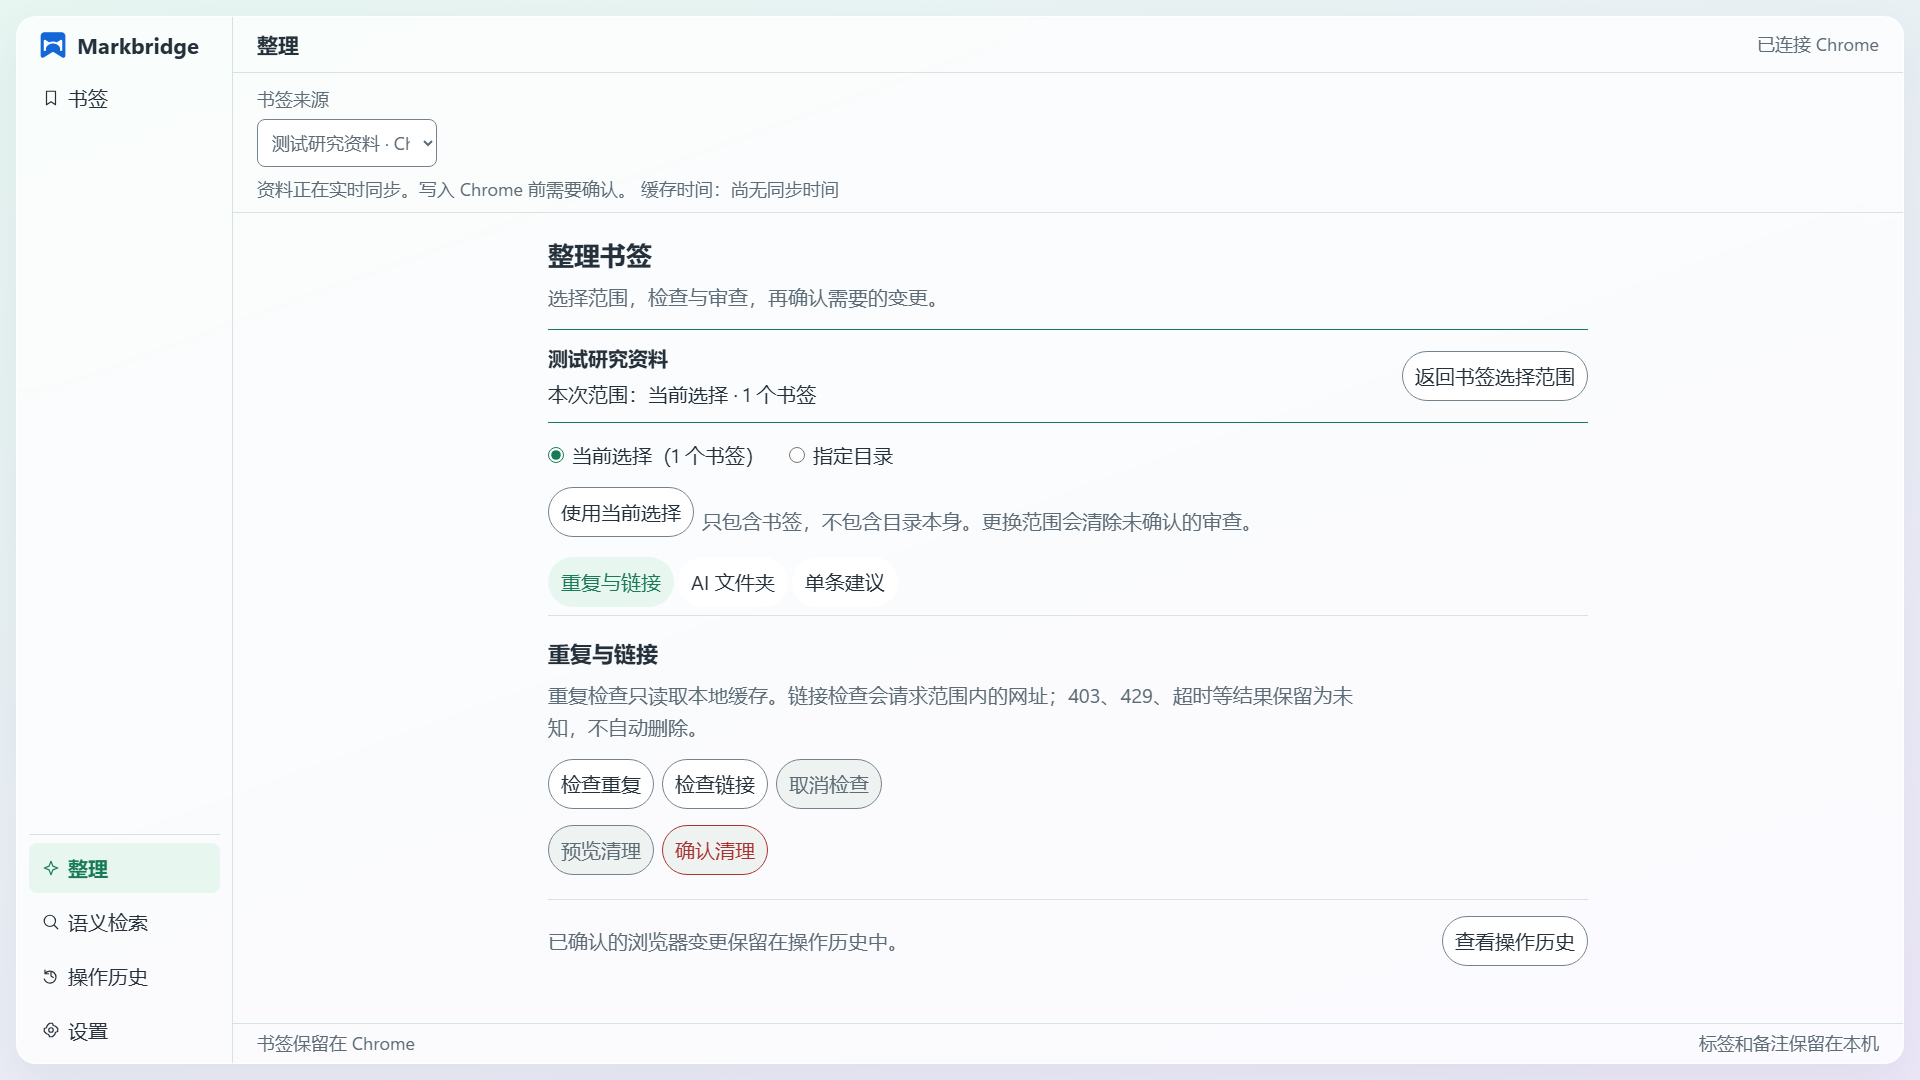 Markbridge
书签
整理
语义检索
操作历史
设置
整理
已连接 Chrome
书签来源
测试研究资料 · Ch
资料正在实时同步。写入 Chrome 前需要确认。 缓存时间：尚无同步时间
整理书签
选择范围，检查与审查，再确认需要的变更。
测试研究资料
本次范围：当前选择 · 1 个书签
返回书签选择范围
当前选择（1 个书签） 指定目录
使用当前选择 只包含书签，不包含目录本身。更换范围会清除未确认的审查。
重复与链接 AI 文件夹 单条建议
重复与链接
重复检查只读取本地缓存。链接检查会请求范围内的网址；403、429、超时等结果保留为未
知，不自动删除。
检查重复 检查链接 取消检查
预览清理 确认清理
已确认的浏览器变更保留在操作历史中。
查看操作历史
书签保留在 Chrome
标签和备注保留在本机